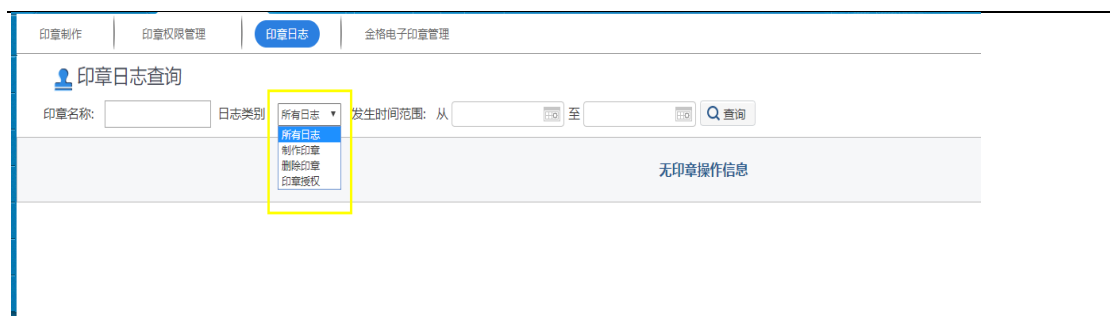 印章制作 印章权限管理 印章日志 金格电子印章管理
印章日志查询
印章名称: 日志类别 所有日志 发生时间范围: 从 至 查询
所有日志
制作印章
删除印章
印章授权
无印章操作信息